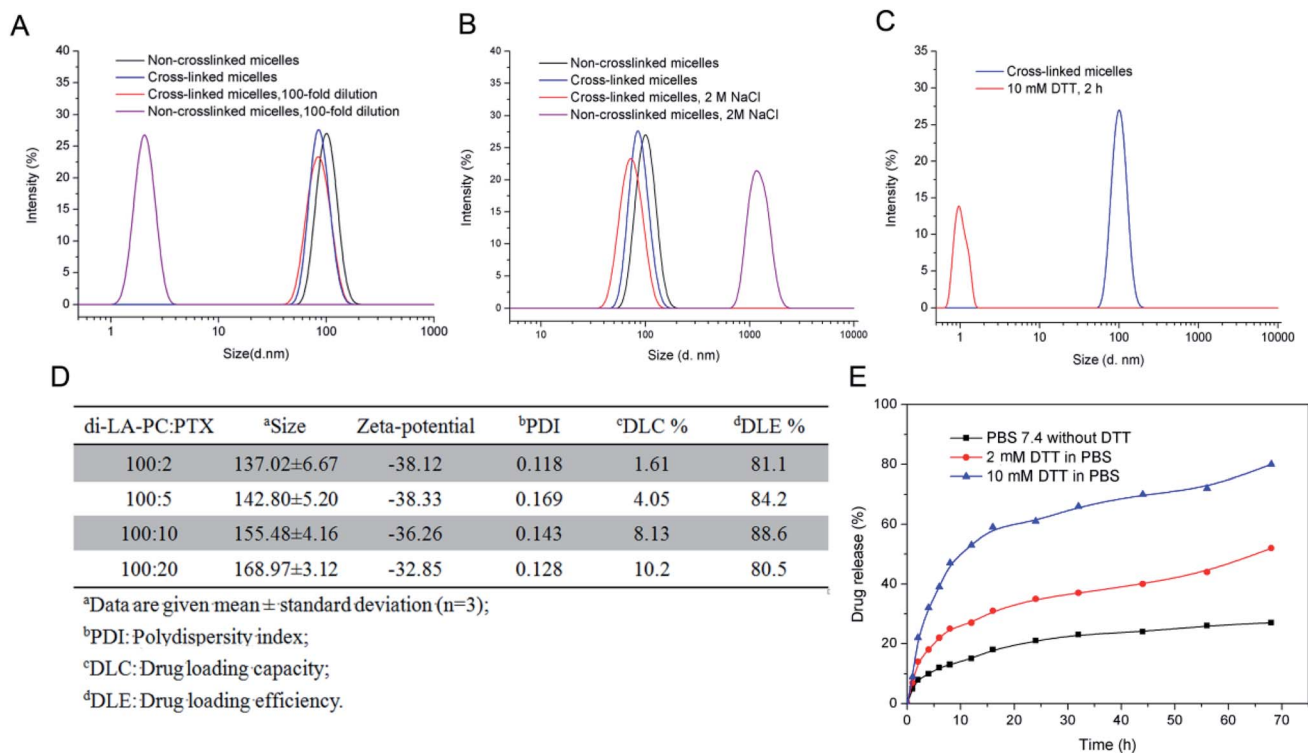 A
Non-crosslinked micelles
Cross-linked micelles
Cross-linked micelles,100-fold dilution
Non-crosslinked micelles,100-fold dilution
Intensity (%)
40
35
30
25
20
15
10
5
0
1 10 100 1000
Size(d.nm)
B
Non-crosslinked micelles
Cross-linked micelles
Cross-linked micelles, 2 M NaCl
Non-crosslinked micelles, 2M NaCl
Intensity (%)
40
35
30
25
20
15
10
5
0
10 100 1000 10000
Size (d. nm)
C
Cross-linked micelles
10 mM DTT, 2 h
Intensity (%)
35
30
25
20
15
10
5
0
1 10 100 1000 10000
Size (d. nm)
D
di-LA-PC:PTX aSize Zeta-potential bPDI cDLC % dDLE %
100:2 137.02±6.67 -38.12 0.118 1.61 81.1
100:5 142.80±5.20 -38.33 0.169 4.05 84.2
100:10 155.48±4.16 -36.26 0.143 8.13 88.6
100:20 168.97±3.12 -32.85 0.128 10.2 80.5
aData are given mean ± standard deviation (n=3);
bPDI: Polydispersity index;
cDLC: Drug loading capacity;
dDLE: Drug loading efficiency.
E
PBS 7.4 without DTT
2 mM DTT in PBS
10 mM DTT in PBS
Drug release (%)
100
80
60
40
20
0
0 10 20 30 40 50 60 70
Time (h)